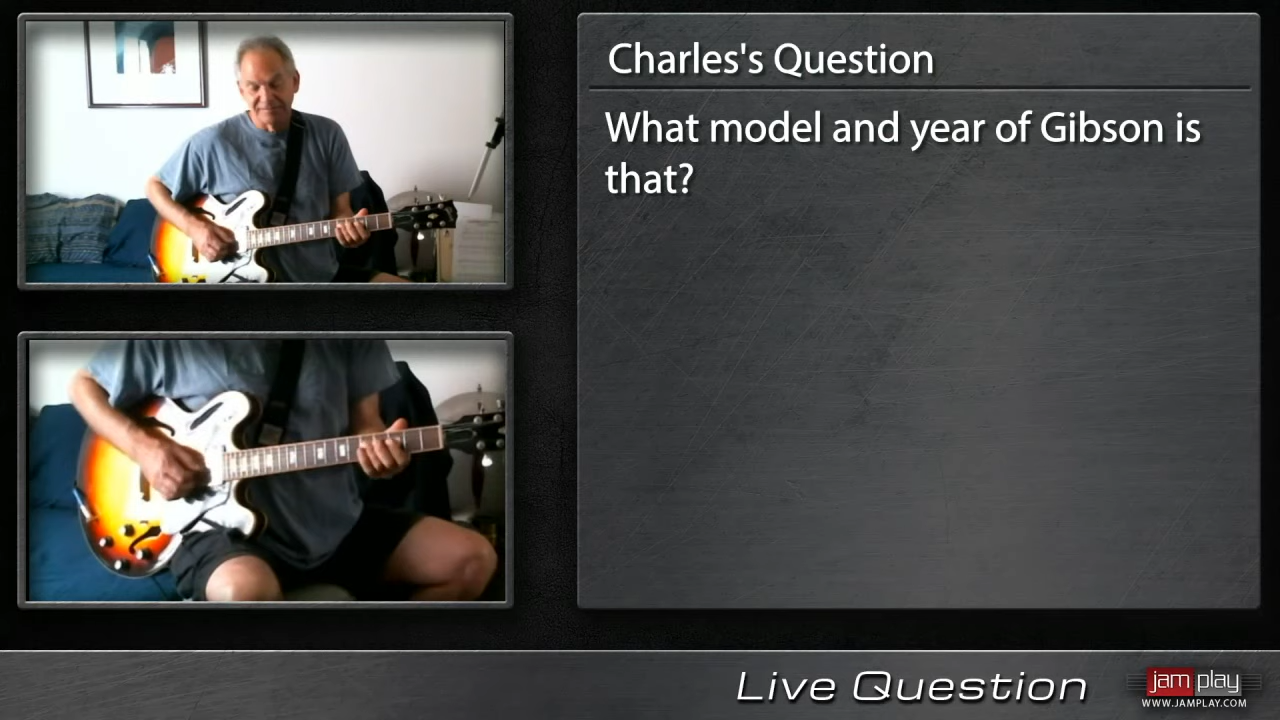 Charles's Question
What model and year of Gibson is
that?
Live Question
jam play
WWW.JAMPLAY.COM